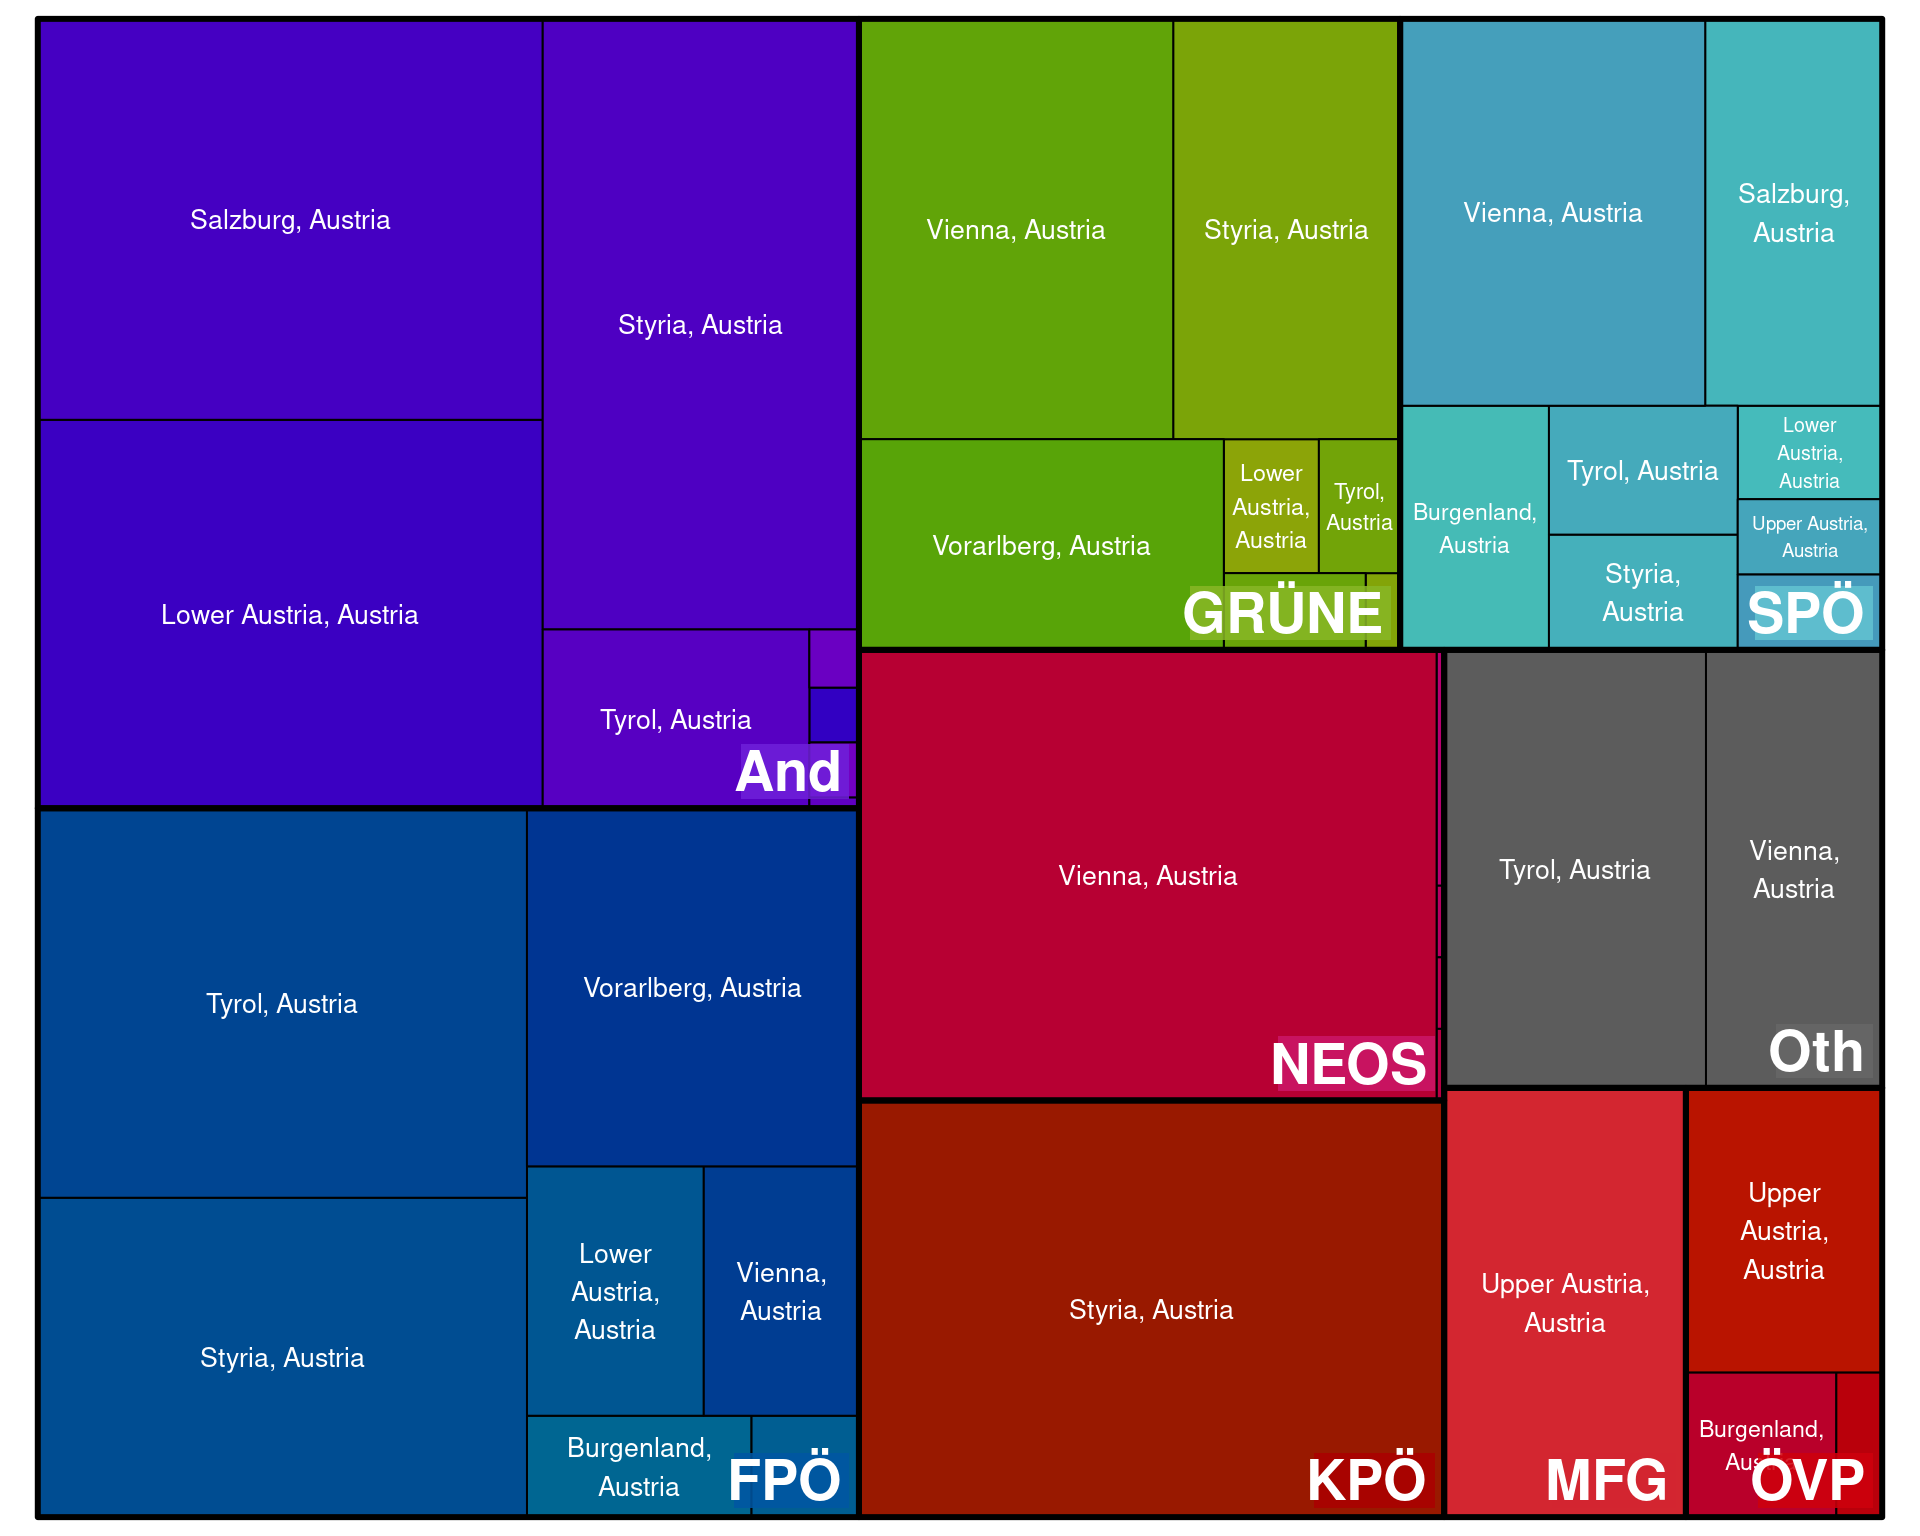 Salzburg, Austria
Styria, Austria
Lower Austria, Austria
Tyrol, Austria
And
Vienna, Austria
Styria, Austria
Vorarlberg, Austria
Lower
Austria,
Austria
Tyrol,
Austria
GRÜNE
Vienna, Austria
Salzburg,
Austria
Burgenland,
Austria
Tyrol, Austria
Styria,
Austria
Lower
Austria,
Austria
Upper Austria,
Austria
SPÖ
Tyrol, Austria
Vorarlberg, Austria
Styria, Austria
Lower
Austria,
Austria
Vienna,
Austria
Burgenland,
Austria
FPÖ
Vienna, Austria
NEOS
Tyrol, Austria
Vienna,
Austria
Oth
Styria, Austria
KPÖ
Upper Austria,
Austria
MFG
Upper
Austria,
Austria
Burgenland,
ÖVP